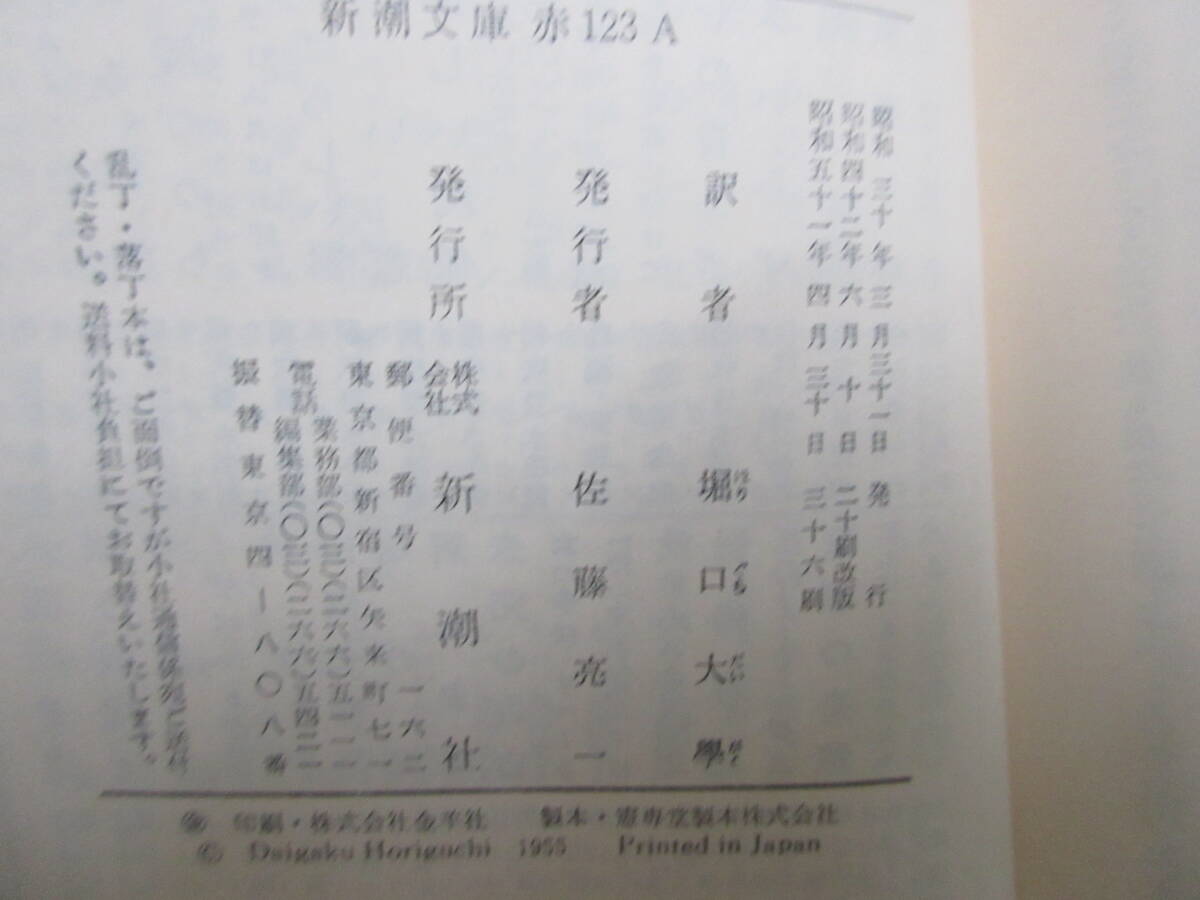 新潮文庫 赤 123 A
昭和三十年三月三十一日発行
昭和四十二年六月十日二十刷改版
昭和五十一年四月三十日三十六刷
訳者 堀口大學
ほりぐちだいがく
発行者 佐藤亮一
発行所 株式会社 新潮社
郵便番号 一六二
東京都新宿区矢来町七一
電話 業務部(〇三)(二六六)五一一一
編集部(〇三)(二六六)五四一一
振替東京四—八〇八番
乱丁・落丁本は、ご面倒ですが小社通信係宛ご送付
ください。送料小社負担にてお取替えいたします。
印刷・株式会社金羊社 製本・憲専堂製本株式会社
© Daigaku Horiguchi 1955 Printed in Japan